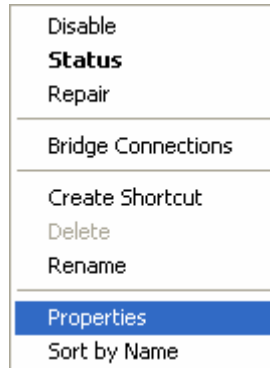 Disable
Status
Repair
Bridge Connections
Create Shortcut
Delete
Rename
Properties
Sort by Name